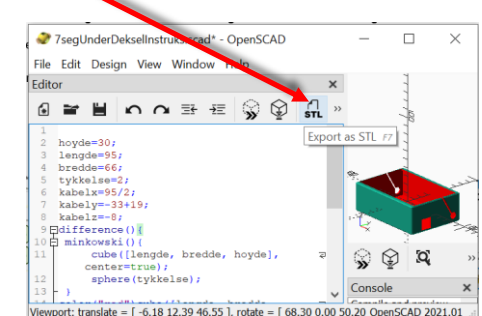 7segUnderDekselInstruks.scad* - OpenSCAD
File Edit Design View Window Help
Editor
STL
Export as STL F7
1
2 hoyde=30;
3 lengde=95;
4 bredde=66;
5 tykkelse=2;
6 kabelx=95/2;
7 kabely=-33+19;
8 kabelz=-8;
9 difference(){
10 minkowski(){
11 cube([lengde, bredde, hoyde],
center=true);
12 sphere(tykkelse);
13 }
Console
Viewport: translate = [ -6.18 12.39 46.55 ], rotate = [ 68.30 0.00 50.20 OpenSCAD 2021.01